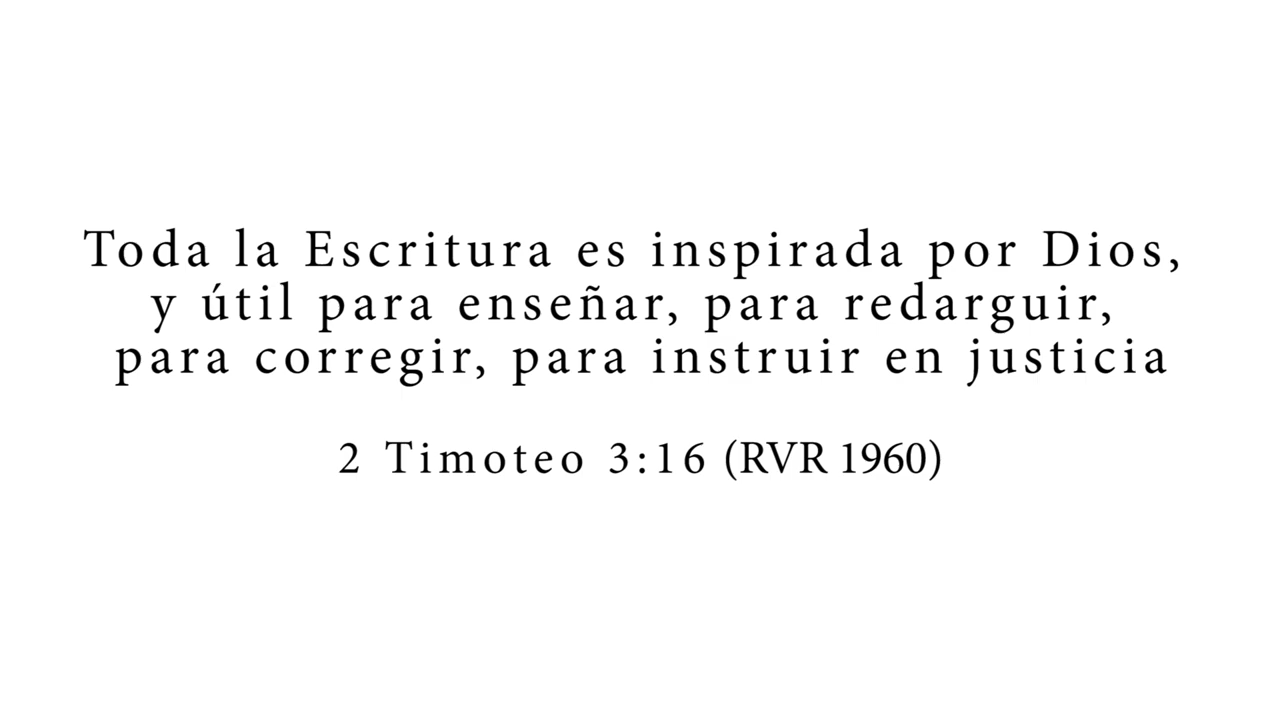 Toda la Escritura es inspirada por Dios,
y útil para enseñar, para redarguir,
para corregir, para instruir en justicia
2 Timoteo 3:16 (RVR 1960)